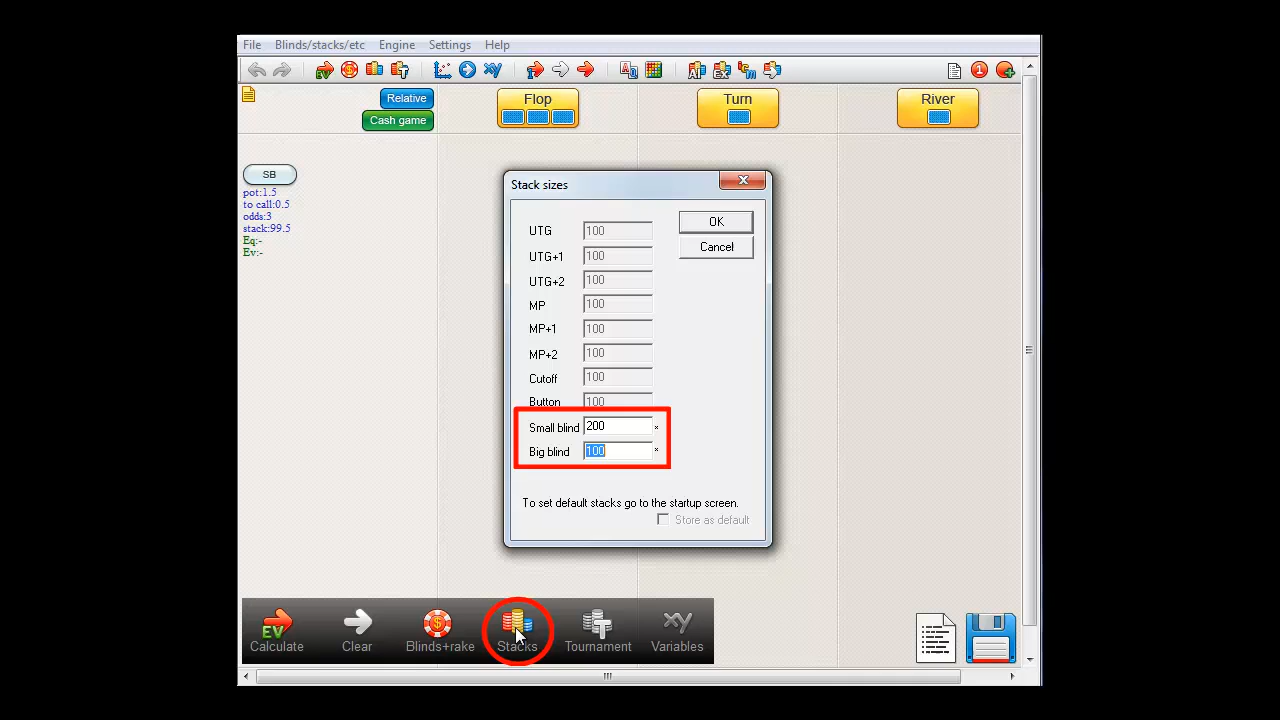 File Blinds/stacks/etc Engine Settings Help
EV
Relative
Cash game
Flop
Turn
River
SB
pot:1.5
to call:0.5
odds:3
stack:99.5
Eq:-
Ev:-
Stack sizes
OK
Cancel
UTG 100
UTG+1 100
UTG+2 100
MP 100
MP+1 100
MP+2 100
Cutoff 100
Button 100
Small blind 200 ×
Big blind 100 ×
To set default stacks go to the startup screen.
Store as default
EV
Calculate Clear Blinds+rake Stacks Tournament Variables